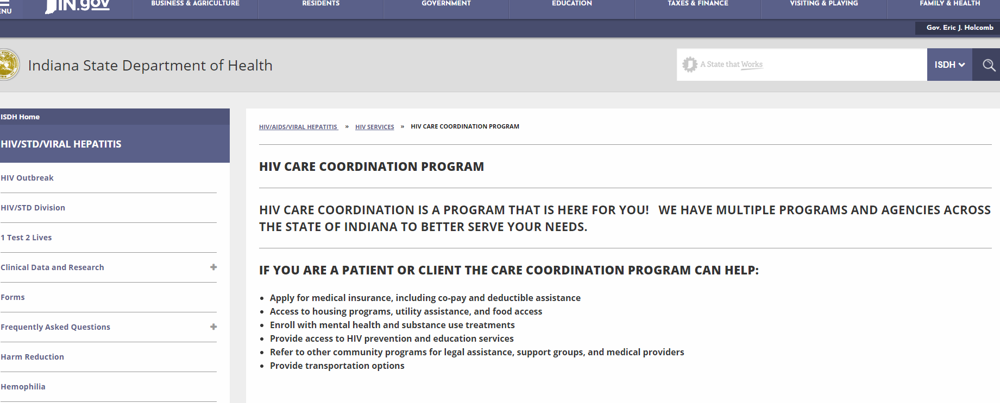 IN.gov
BUSINESS & AGRICULTURE
RESIDENTS
GOVERNMENT
EDUCATION
TAXES & FINANCE
VISITING & PLAYING
FAMILY & HEALTH
Gov. Eric J. Holcomb
Indiana State Department of Health
A State that Works
ISDH
ISDH Home
HIV/STD/VIRAL HEPATITIS
HIV Outbreak
HIV/STD Division
1 Test 2 Lives
Clinical Data and Research
Forms
Frequently Asked Questions
Harm Reduction
Hemophilia
HIV/AIDS/VIRAL HEPATITIS » HIV SERVICES » HIV CARE COORDINATION PROGRAM
HIV CARE COORDINATION PROGRAM
HIV CARE COORDINATION IS A PROGRAM THAT IS HERE FOR YOU! WE HAVE MULTIPLE PROGRAMS AND AGENCIES ACROSS
THE STATE OF INDIANA TO BETTER SERVE YOUR NEEDS.
IF YOU ARE A PATIENT OR CLIENT THE CARE COORDINATION PROGRAM CAN HELP:
• Apply for medical insurance, including co-pay and deductible assistance
• Access to housing programs, utility assistance, and food access
• Enroll with mental health and substance use treatments
• Provide access to HIV prevention and education services
• Refer to other community programs for legal assistance, support groups, and medical providers
• Provide transportation options